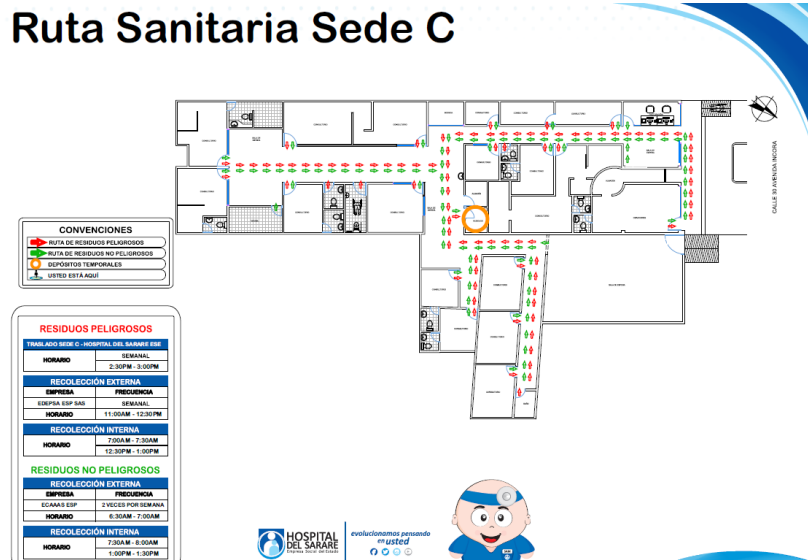 Ruta Sanitaria Sede C
CALLE 30 AVENIDA INCORA
CONVENCIONES
RUTA DE RESIDUOS PELIGROSOS
RUTA DE RESIDUOS NO PELIGROSOS
DEPÓSITOS TEMPORALES
USTED ESTÁ AQUÍ
RESIDUOS PELIGROSOS
TRASLADO SEDE C - HOSPITAL DEL SARARE ESE
HORARIO
SEMANAL
2:30PM - 3:00PM
RECOLECCIÓN EXTERNA
EMPRESA FRECUENCIA
EDEPSA ESP SAS SEMANAL
HORARIO 11:00AM - 12:30PM
RECOLECCIÓN INTERNA
HORARIO
7:00AM - 7:30AM
12:30PM - 1:00PM
RESIDUOS NO PELIGROSOS
RECOLECCIÓN EXTERNA
EMPRESA FRECUENCIA
ECAAAS ESP 2 VECES POR SEMANA
HORARIO 6:30AM - 7:00AM
RECOLECCIÓN INTERNA
HORARIO
7:30AM - 8:00AM
1:00PM - 1:30PM
HOSPITAL
DEL SARARE
Empresa Social del Estado
evolucionamos pensando
en usted